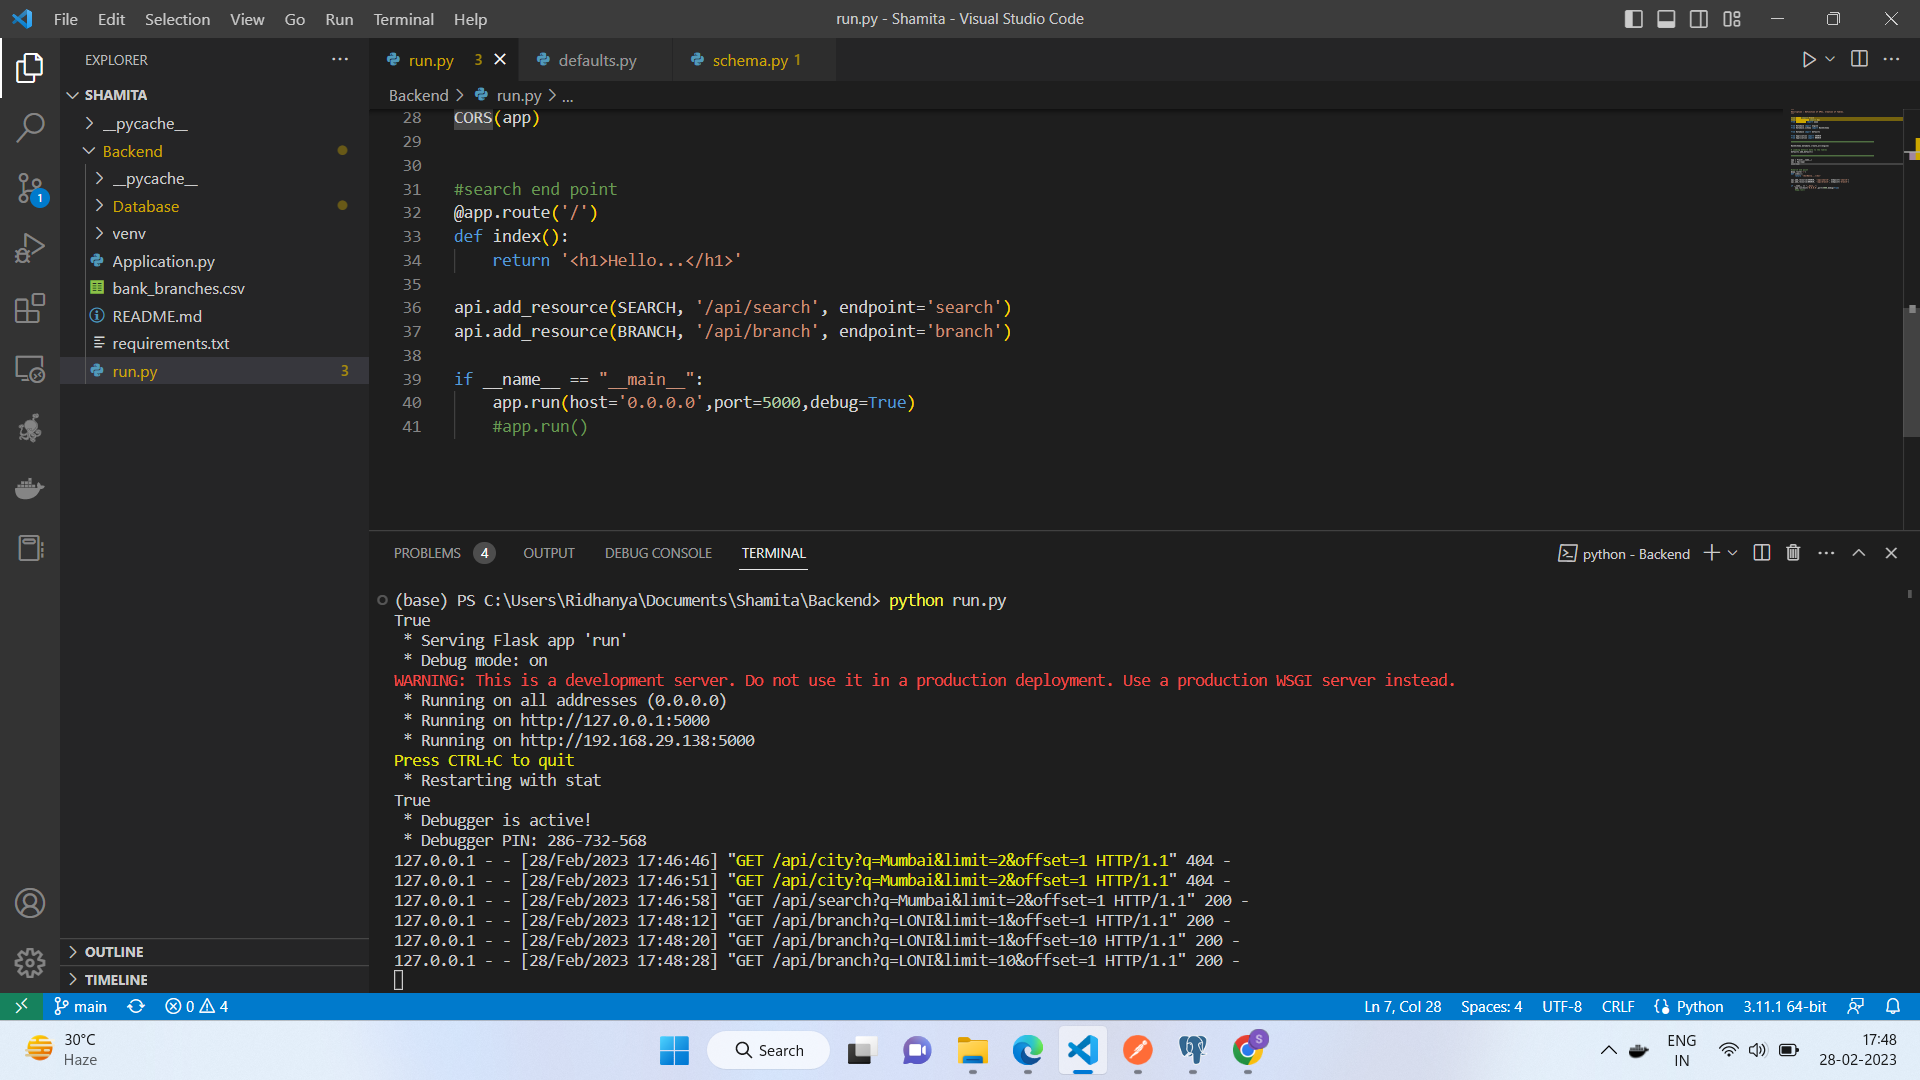 File Edit Selection View Go Run Terminal Help
run.py - Shamita - Visual Studio Code
EXPLORER
SHAMITA
__pycache__
Backend
__pycache__
Database
venv
Application.py
bank_branches.csv
README.md
requirements.txt
run.py 3
OUTLINE
TIMELINE
1
run.py 3 defaults.py schema.py 1
Backend > run.py > ...
28 CORS(app)
29
30
31 #search end point
32 @app.route('/')
33 def index():
34     return '<h1>Hello...</h1>'
35
36 api.add_resource(SEARCH, '/api/search', endpoint='search')
37 api.add_resource(BRANCH, '/api/branch', endpoint='branch')
38
39 if __name__ == "__main__":
40     app.run(host='0.0.0.0',port=5000,debug=True)
41     #app.run()
PROBLEMS 4 OUTPUT DEBUG CONSOLE TERMINAL
python - Backend
(base) PS C:\Users\Ridhanya\Documents\Shamita\Backend> python run.py
True
 * Serving Flask app 'run'
 * Debug mode: on
WARNING: This is a development server. Do not use it in a production deployment. Use a production WSGI server instead.
 * Running on all addresses (0.0.0.0)
 * Running on http://127.0.0.1:5000
 * Running on http://192.168.29.138:5000
Press CTRL+C to quit
 * Restarting with stat
True
 * Debugger is active!
 * Debugger PIN: 286-732-568
127.0.0.1 - - [28/Feb/2023 17:46:46] "GET /api/city?q=Mumbai&limit=2&offset=1 HTTP/1.1" 404 -
127.0.0.1 - - [28/Feb/2023 17:46:51] "GET /api/city?q=Mumbai&limit=2&offset=1 HTTP/1.1" 404 -
127.0.0.1 - - [28/Feb/2023 17:46:58] "GET /api/search?q=Mumbai&limit=2&offset=1 HTTP/1.1" 200 -
127.0.0.1 - - [28/Feb/2023 17:48:12] "GET /api/branch?q=LONI&limit=1&offset=1 HTTP/1.1" 200 -
127.0.0.1 - - [28/Feb/2023 17:48:20] "GET /api/branch?q=LONI&limit=1&offset=10 HTTP/1.1" 200 -
127.0.0.1 - - [28/Feb/2023 17:48:28] "GET /api/branch?q=LONI&limit=10&offset=1 HTTP/1.1" 200 -
main 0 4
Ln 7, Col 28 Spaces: 4 UTF-8 CRLF Python 3.11.1 64-bit
30°C
Haze
Search
S
ENG
IN
17:48
28-02-2023